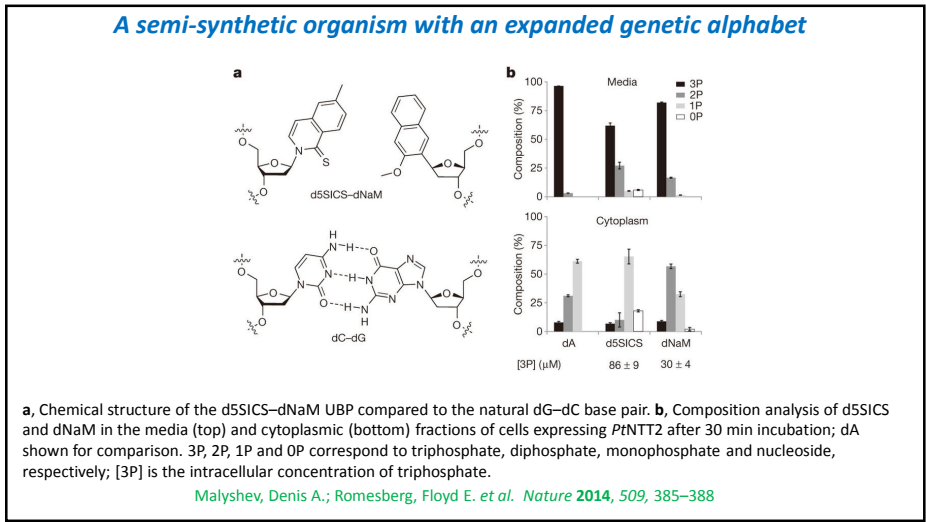 A semi-synthetic organism with an expanded genetic alphabet
a
N
S
O
O
O
O
O
O
O
d5SICS–dNaM
H
N
H
O
N
N
N
H
N
N
N
O
H
N
H
O
O
O
O
O
O
dC–dG
b
Media
3P
2P
1P
0P
Composition (%)
100
75
50
25
0
Cytoplasm
Composition (%)
100
75
50
25
0
dA
d5SICS
dNaM
[3P] (μM)
86 ± 9
30 ± 4
a, Chemical structure of the d5SICS–dNaM UBP compared to the natural dG–dC base pair. b, Composition analysis of d5SICS
and dNaM in the media (top) and cytoplasmic (bottom) fractions of cells expressing PtNTT2 after 30 min incubation; dA
shown for comparison. 3P, 2P, 1P and 0P correspond to triphosphate, diphosphate, monophosphate and nucleoside,
respectively; [3P] is the intracellular concentration of triphosphate.
Malyshev, Denis A.; Romesberg, Floyd E. et al. Nature 2014, 509, 385–388